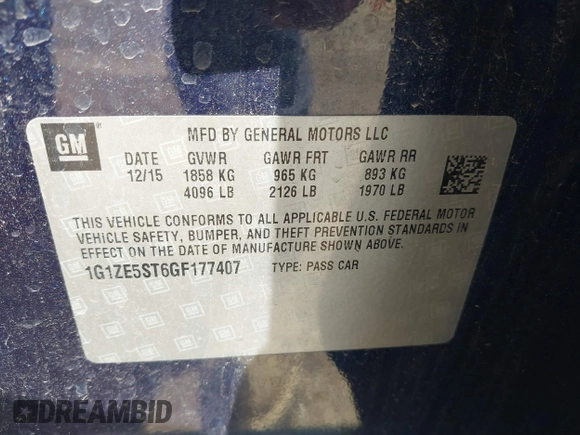 GM
MFD BY GENERAL MOTORS LLC
DATE GVWR GAWR FRT GAWR RR
12/15 1858 KG 965 KG 893 KG
4096 LB 2126 LB 1970 LB
THIS VEHICLE CONFORMS TO ALL APPLICABLE U.S. FEDERAL MOTOR
VEHICLE SAFETY, BUMPER, AND THEFT PREVENTION STANDARDS IN
EFFECT ON THE DATE OF MANUFACTURE SHOWN ABOVE.
1G1ZE5ST6GF177407 TYPE: PASS CAR
DREAMBID